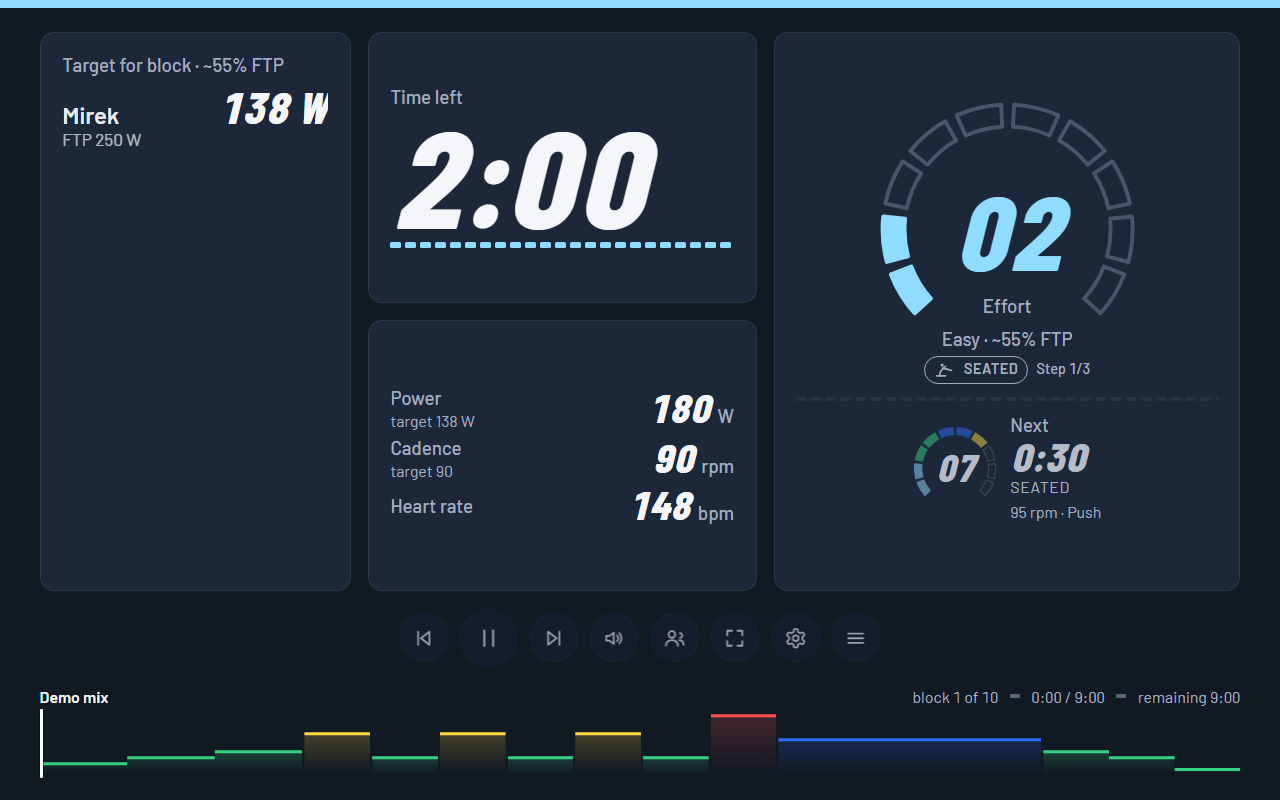 Target for block · ~55% FTP
Mirek
138 W
FTP 250 W
Time left
2:00
Power
target 138 W
180 W
Cadence
target 90
90 rpm
Heart rate
148 bpm
02
Effort
Easy · ~55% FTP
SEATED
Step 1/3
07
Next
0:30
SEATED
95 rpm · Push
Demo mix
block 1 of 10
0:00 / 9:00
remaining 9:00